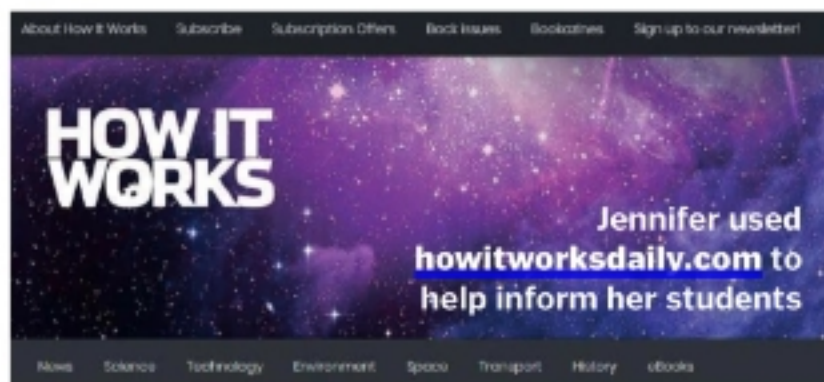 About How It Works Subscribe Subscription Offers Back Issues Bookazines Sign up to our newsletter!
HOW IT
WORKS
Jennifer used
howitworksdaily.com to
help inform her students
News Science Technology Environment Space Transport History eBooks